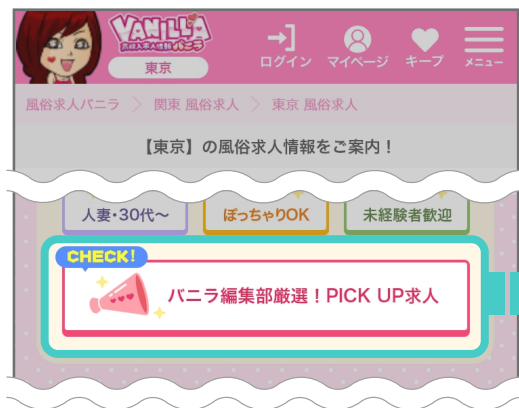 VANILLA
高収入求人情報 バニラ
東京
ログイン
マイページ
キープ
メニュー
風俗求人バニラ > 関東 風俗求人 > 東京 風俗求人
【東京】の風俗求人情報をご案内！
人妻・30代〜
ぽっちゃりOK
未経験者歓迎
CHECK!
バニラ編集部厳選！PICK UP求人